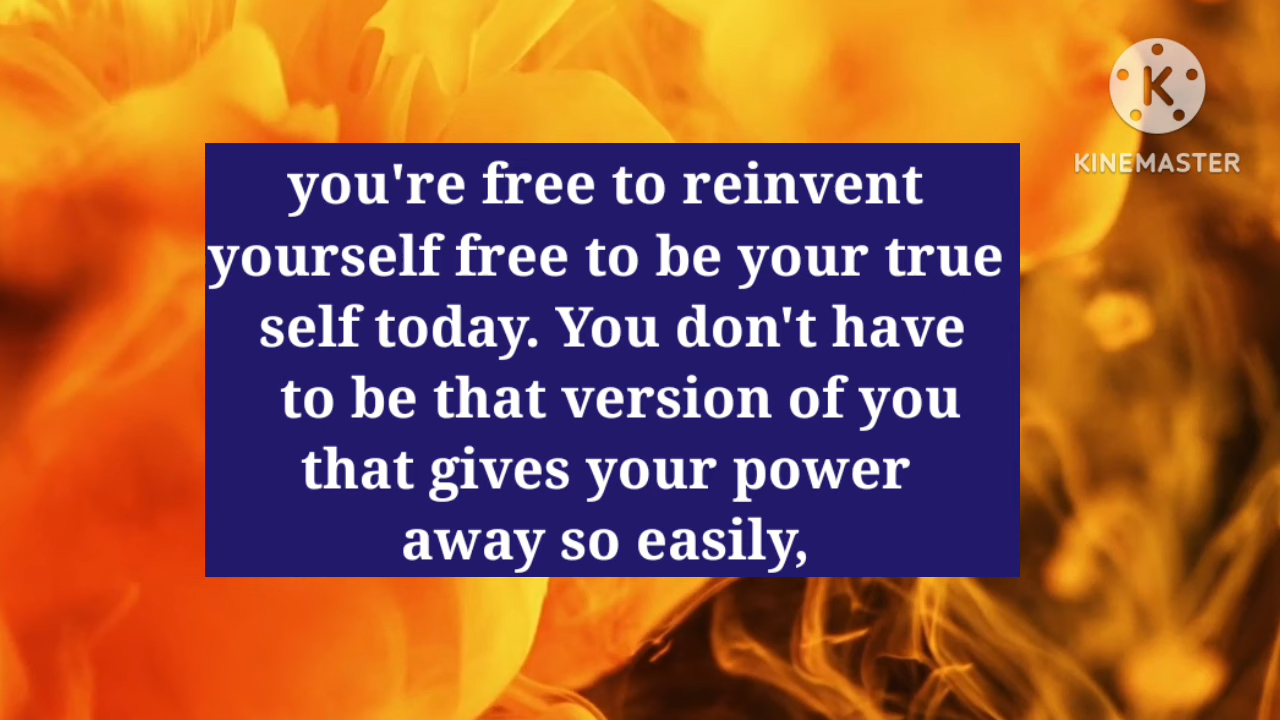 you're free to reinvent
yourself free to be your true
self today. You don't have
to be that version of you
that gives your power
away so easily,
K
KINEMASTER